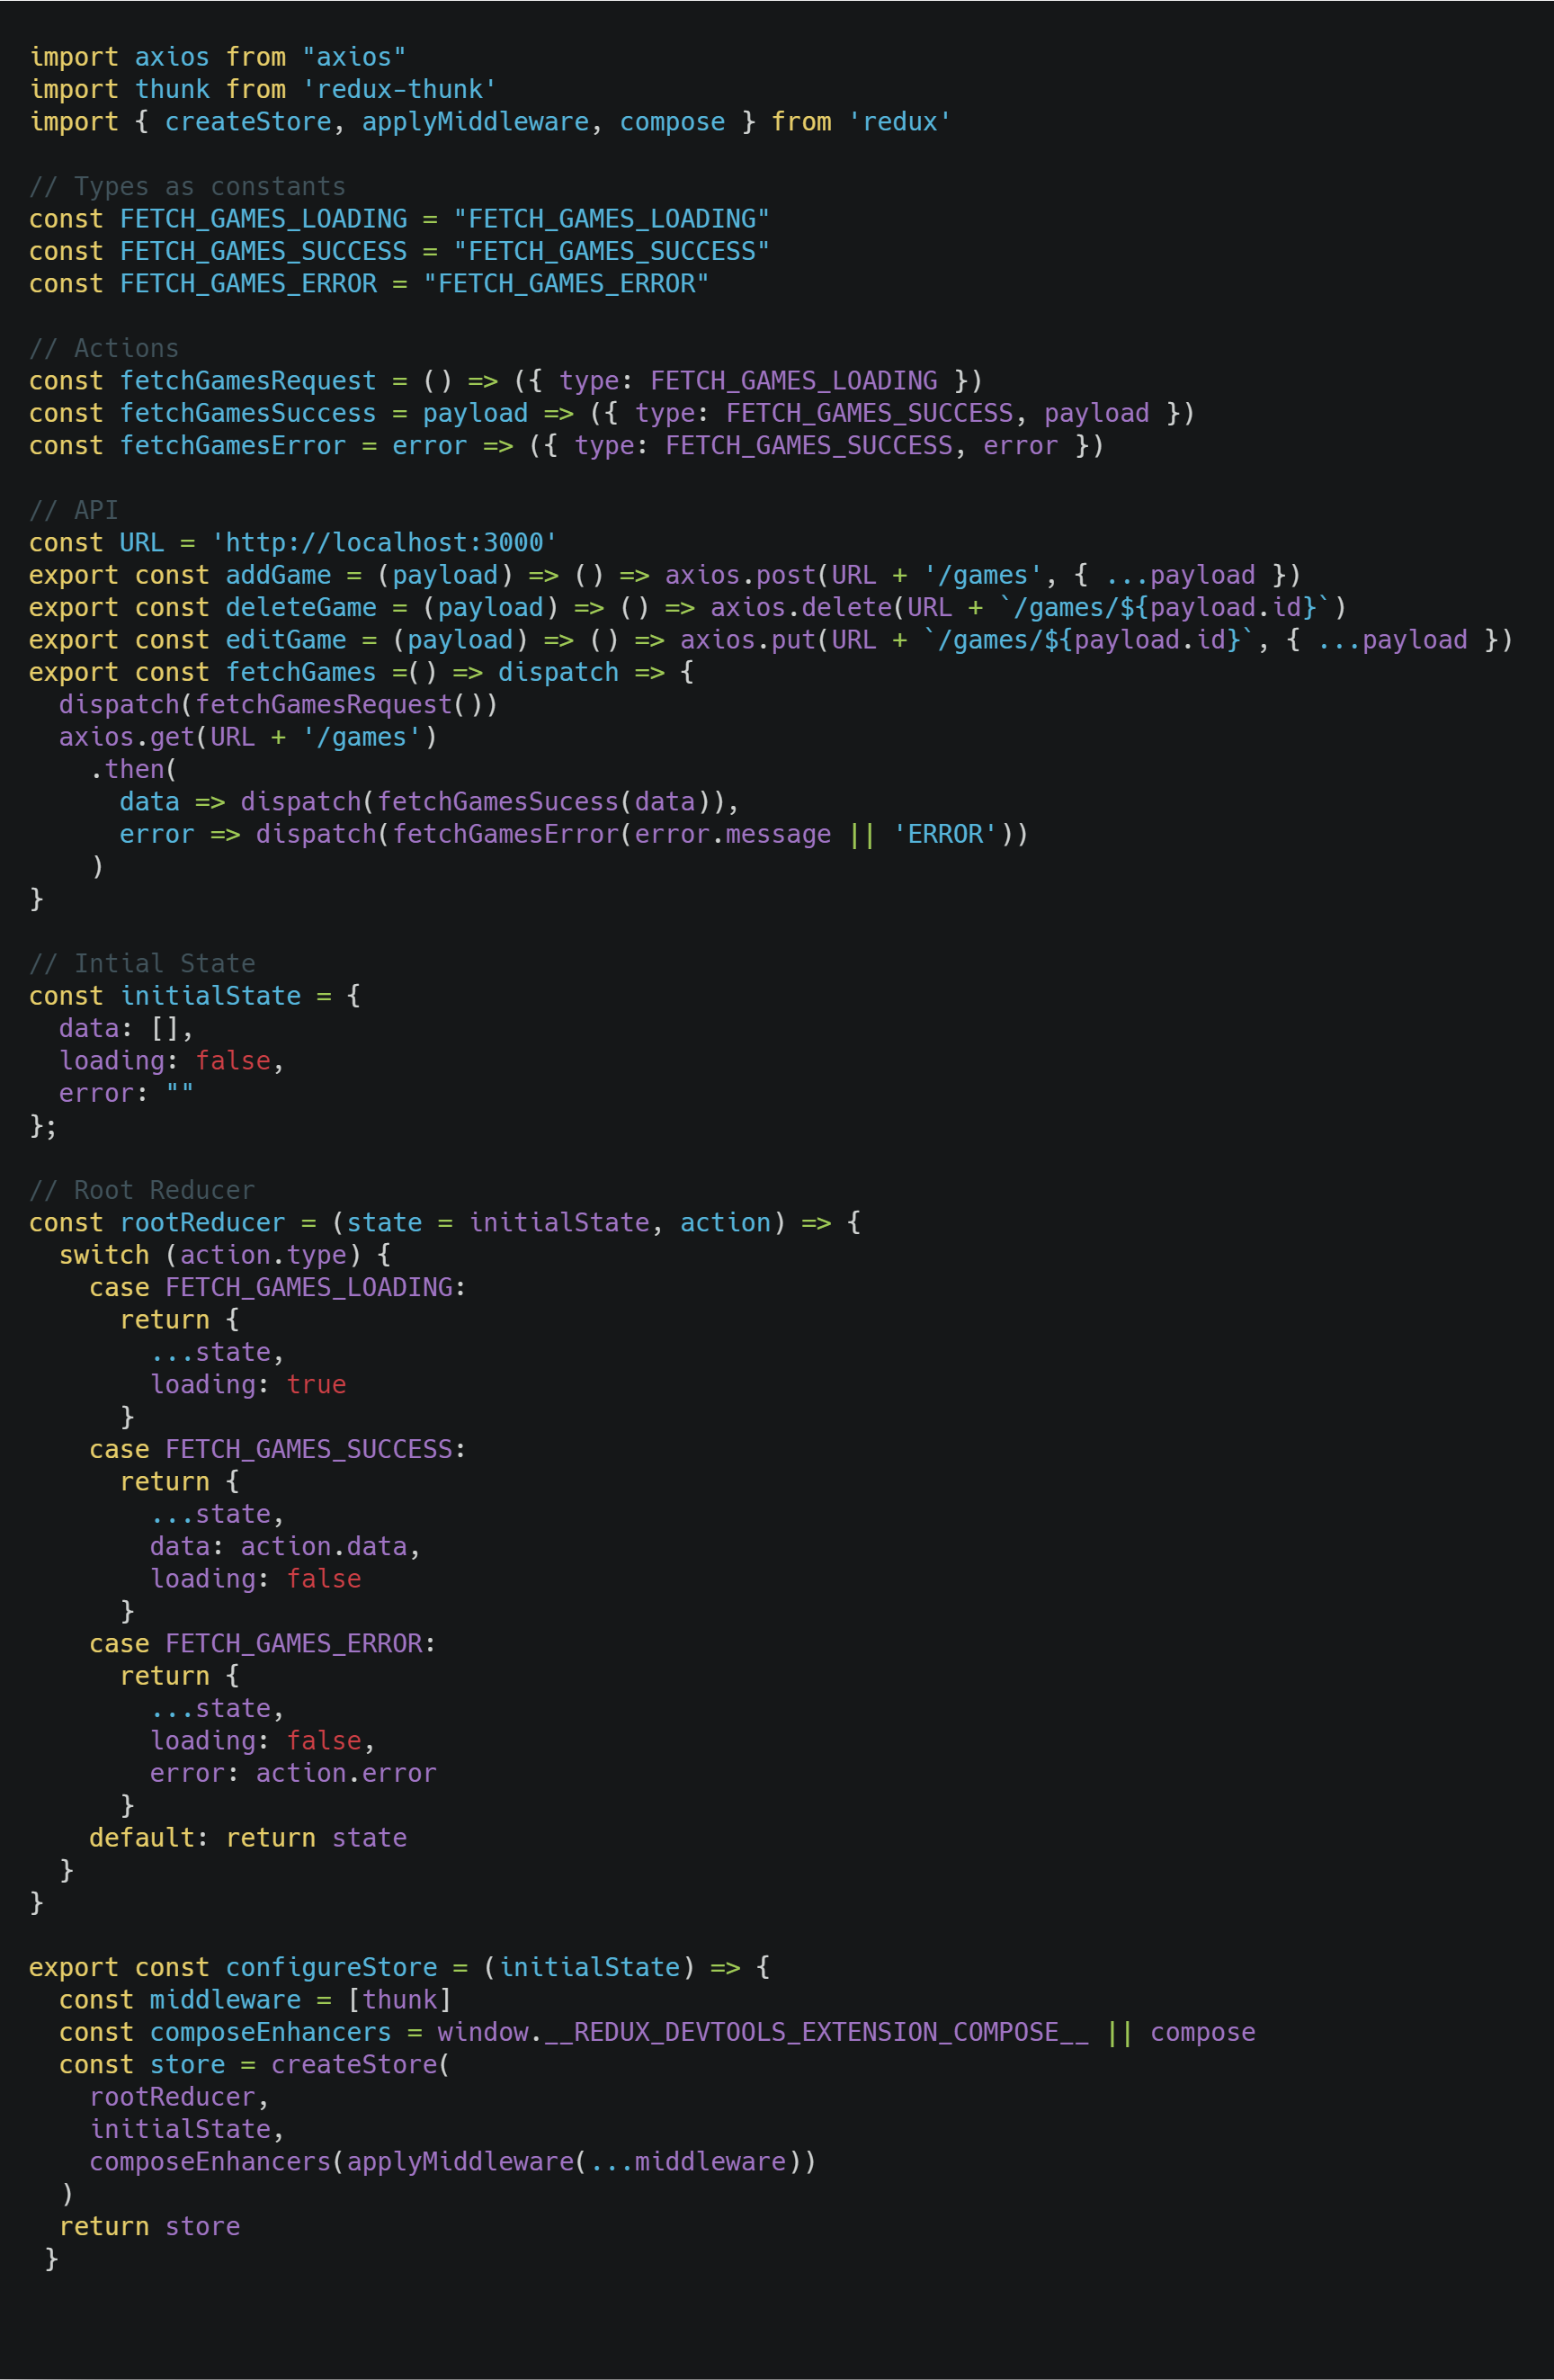 import axios from "axios"
import thunk from 'redux-thunk'
import { createStore, applyMiddleware, compose } from 'redux'

// Types as constants
const FETCH_GAMES_LOADING = "FETCH_GAMES_LOADING"
const FETCH_GAMES_SUCCESS = "FETCH_GAMES_SUCCESS"
const FETCH_GAMES_ERROR = "FETCH_GAMES_ERROR"

// Actions
const fetchGamesRequest = () => ({ type: FETCH_GAMES_LOADING })
const fetchGamesSuccess = payload => ({ type: FETCH_GAMES_SUCCESS, payload })
const fetchGamesError = error => ({ type: FETCH_GAMES_SUCCESS, error })

// API
const URL = 'http://localhost:3000'
export const addGame = (payload) => () => axios.post(URL + '/games', { ...payload })
export const deleteGame = (payload) => () => axios.delete(URL + `/games/${payload.id}`)
export const editGame = (payload) => () => axios.put(URL + `/games/${payload.id}`, { ...payload })
export const fetchGames =() => dispatch => {
  dispatch(fetchGamesRequest())
  axios.get(URL + '/games')
    .then(
      data => dispatch(fetchGamesSucess(data)),
      error => dispatch(fetchGamesError(error.message || 'ERROR'))
    )
}

// Intial State
const initialState = {
  data: [],
  loading: false,
  error: ""
};

// Root Reducer
const rootReducer = (state = initialState, action) => {
  switch (action.type) {
    case FETCH_GAMES_LOADING:
      return {
        ...state,
        loading: true
      }
    case FETCH_GAMES_SUCCESS:
      return {
        ...state,
        data: action.data,
        loading: false
      }
    case FETCH_GAMES_ERROR:
      return {
        ...state,
        loading: false,
        error: action.error
      }
    default: return state
  }
}

export const configureStore = (initialState) => {
  const middleware = [thunk]
  const composeEnhancers = window.__REDUX_DEVTOOLS_EXTENSION_COMPOSE__ || compose
  const store = createStore(
    rootReducer,
    initialState,
    composeEnhancers(applyMiddleware(...middleware))
  )
  return store
 }